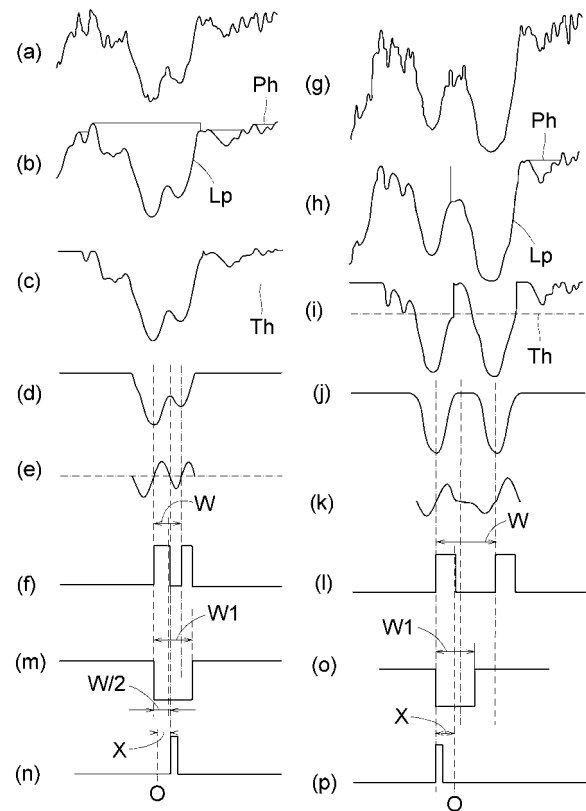 (a)
Ph
(b)
Lp
(c)
Th
(d)
(e)
W
(f)
W1
(m)
W/2
X
(n)
O
(g)
Ph
(h)
Lp
(i)
Th
(j)
(k)
W
(l)
W1
(o)
X
(p)
O